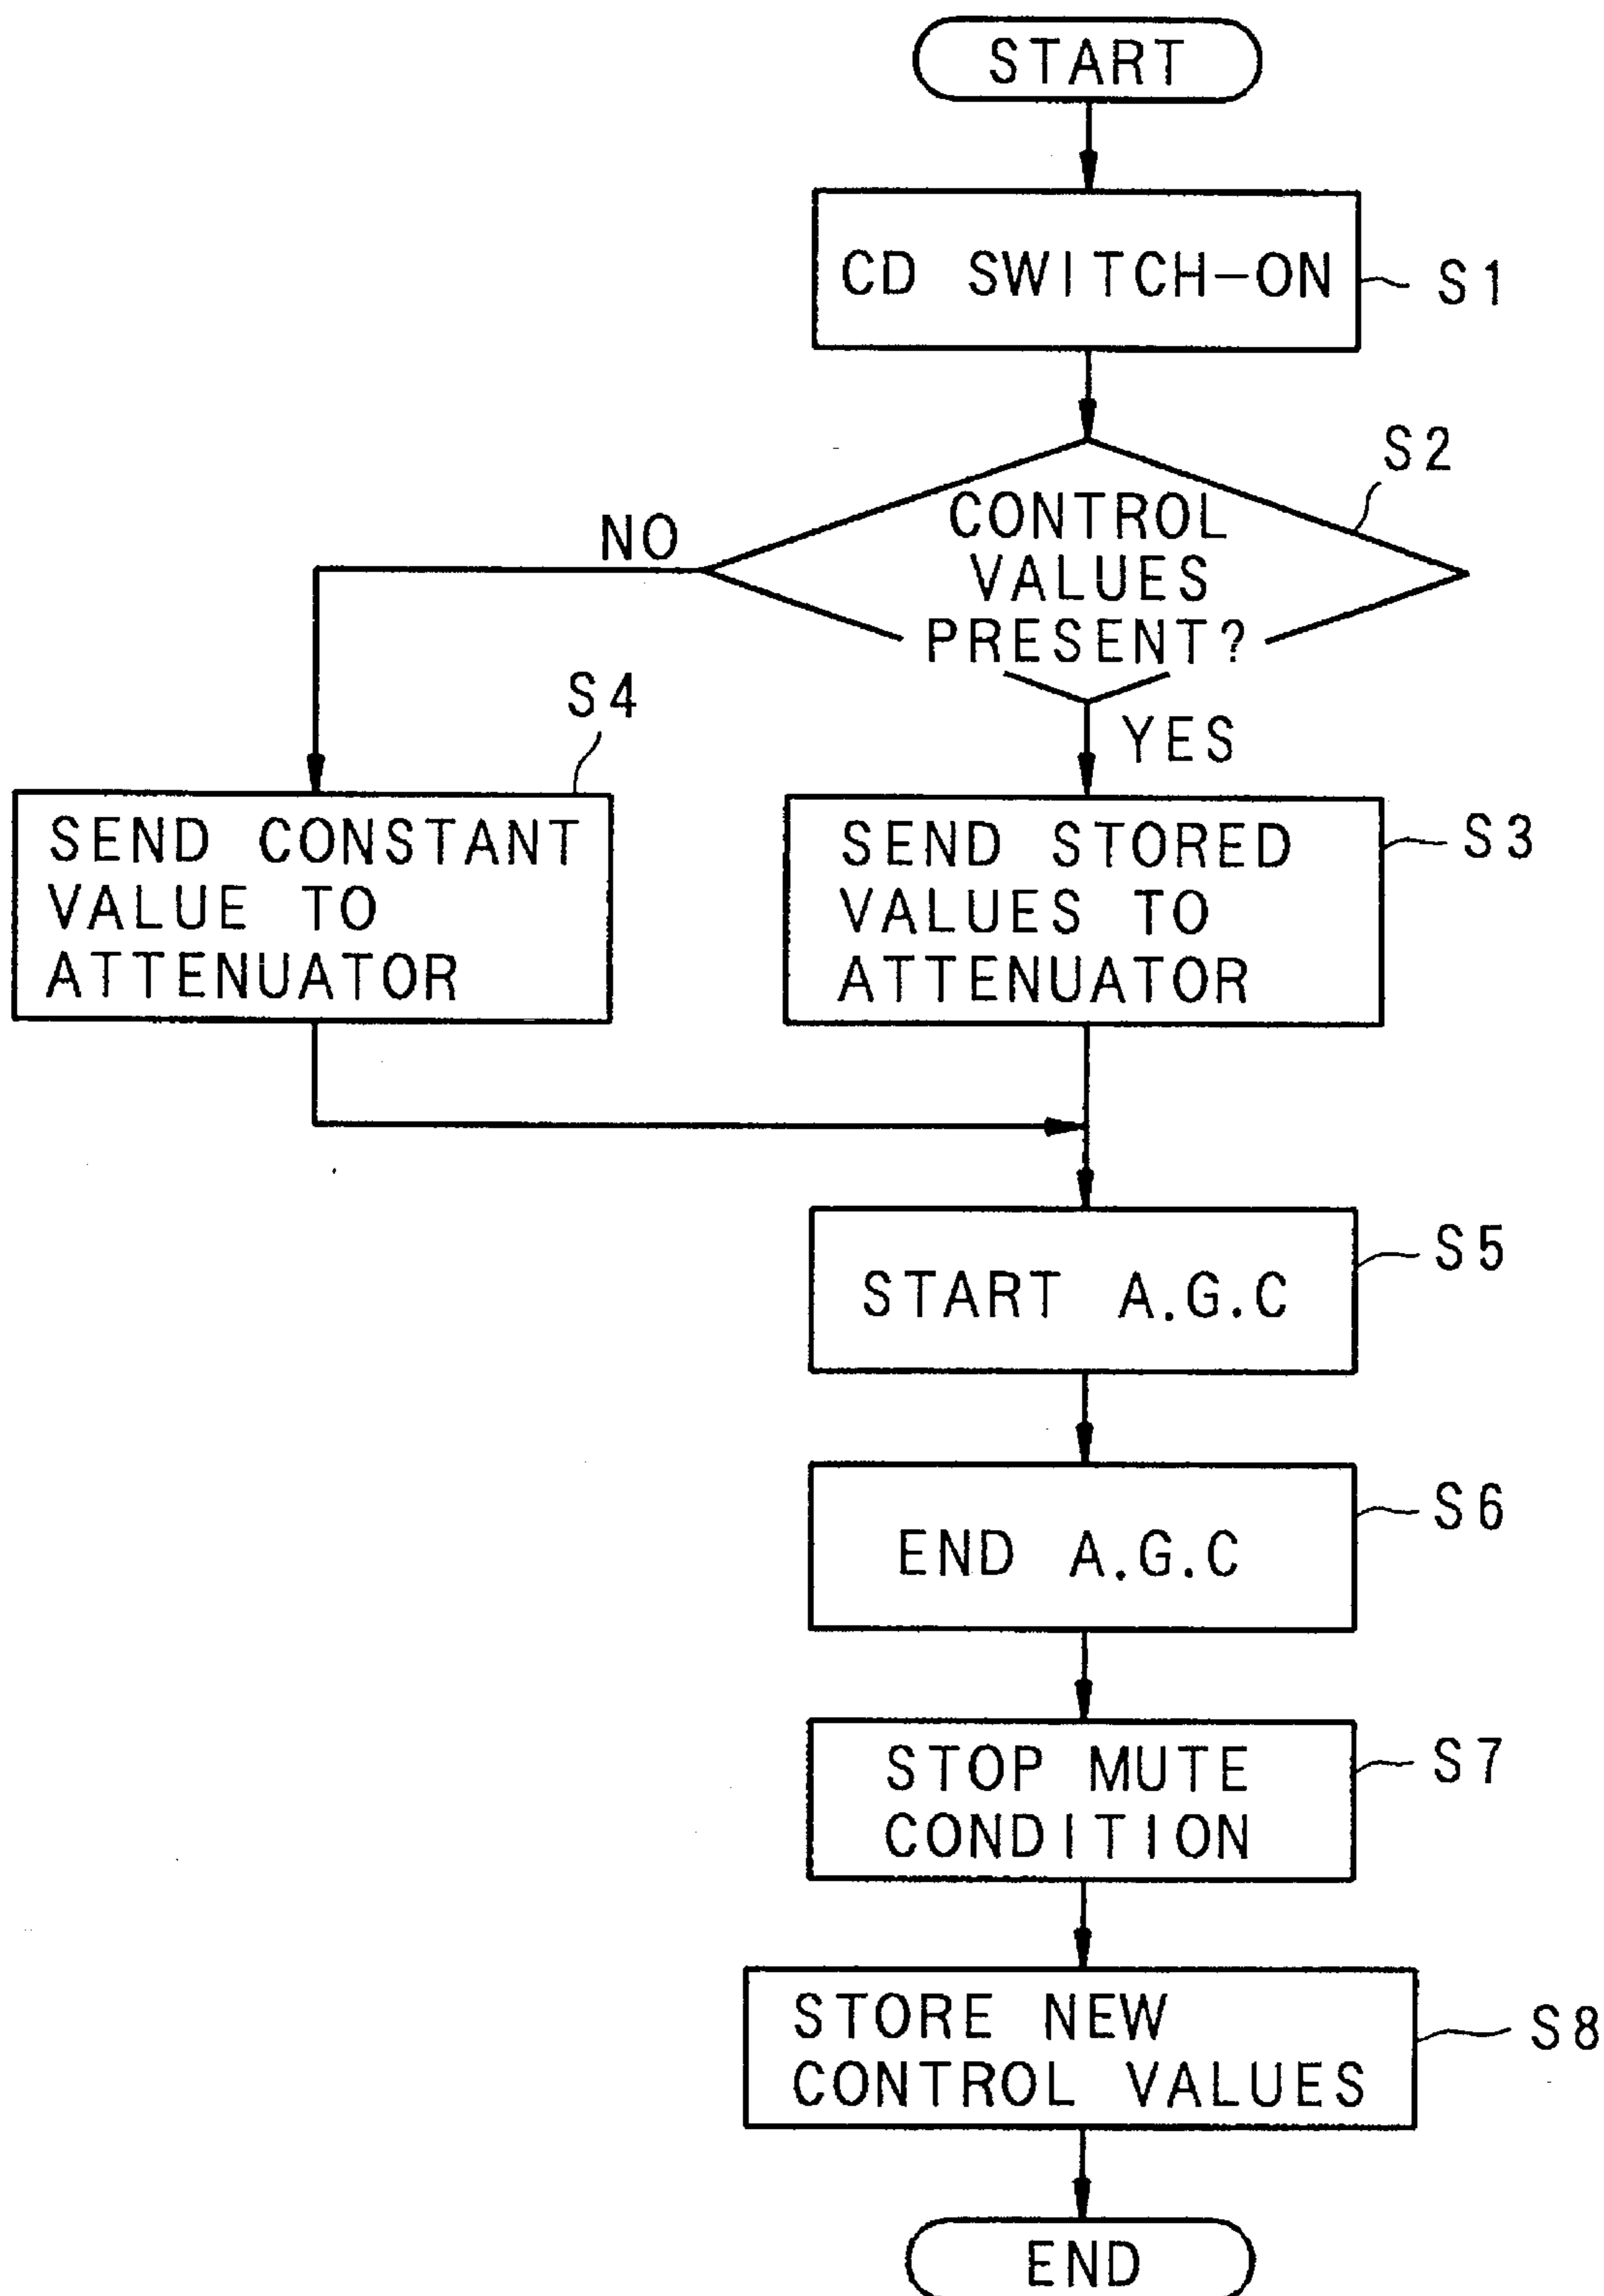 START
CD SWITCH-ON
S1
S2
CONTROL
VALUES
PRESENT?
NO
YES
S4
SEND CONSTANT
VALUE TO
ATTENUATOR
SEND STORED
VALUES TO
ATTENUATOR
S3
START A.G.C
S5
END A.G.C
S6
STOP MUTE
CONDITION
S7
STORE NEW
CONTROL VALUES
S8
END